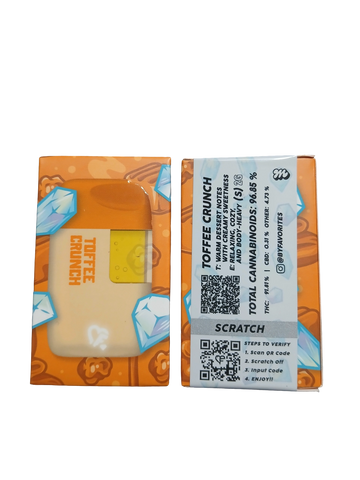 TOFFEE
CRUNCH
TOFFEE CRUNCH
T: WARM DESSERT NOTES
WITH CREAMY SWEETNESS
E: RELAXING, COZY,
AND BODY-HEAVY (S) 2G
TOTAL CANNABINOIDS: 96.85 %
THC: 91.81 % | CBD: 0.31 % OTHER: 4.73 %
@BYFAVORITES
SCRATCH
STEPS TO VERIFY
1. Scan QR Code
2. Scratch Off
3. Input Code
4. ENJOY!!